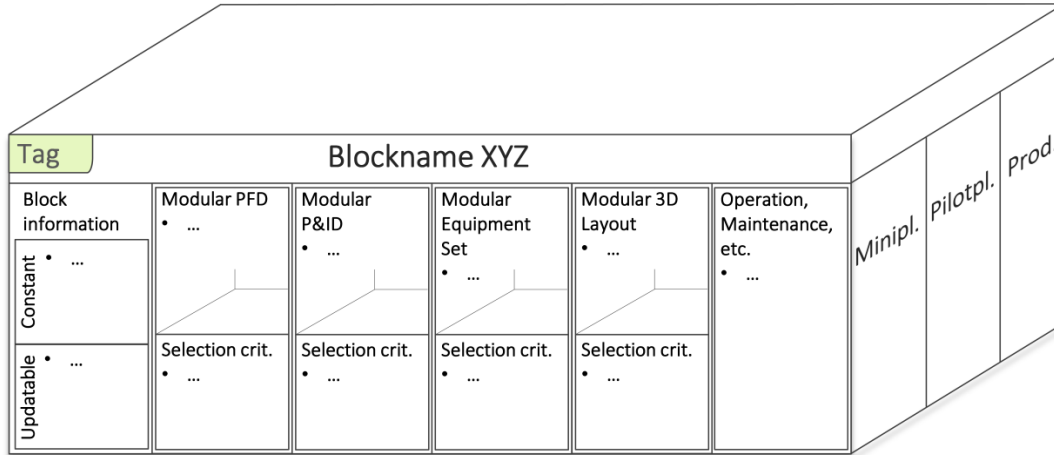 Tag
Blockname XYZ
Block
information
Constant
• ...
Updatable
• ...
Modular PFD
• ...
Selection crit.
• ...
Modular
P&ID
• ...
Selection crit.
• ...
Modular
Equipment
Set
• ...
Selection crit.
• ...
Modular 3D
Layout
• ...
Selection crit.
• ...
Operation,
Maintenance,
etc.
• ...
Minipl.
Pilotpl.
Prod.